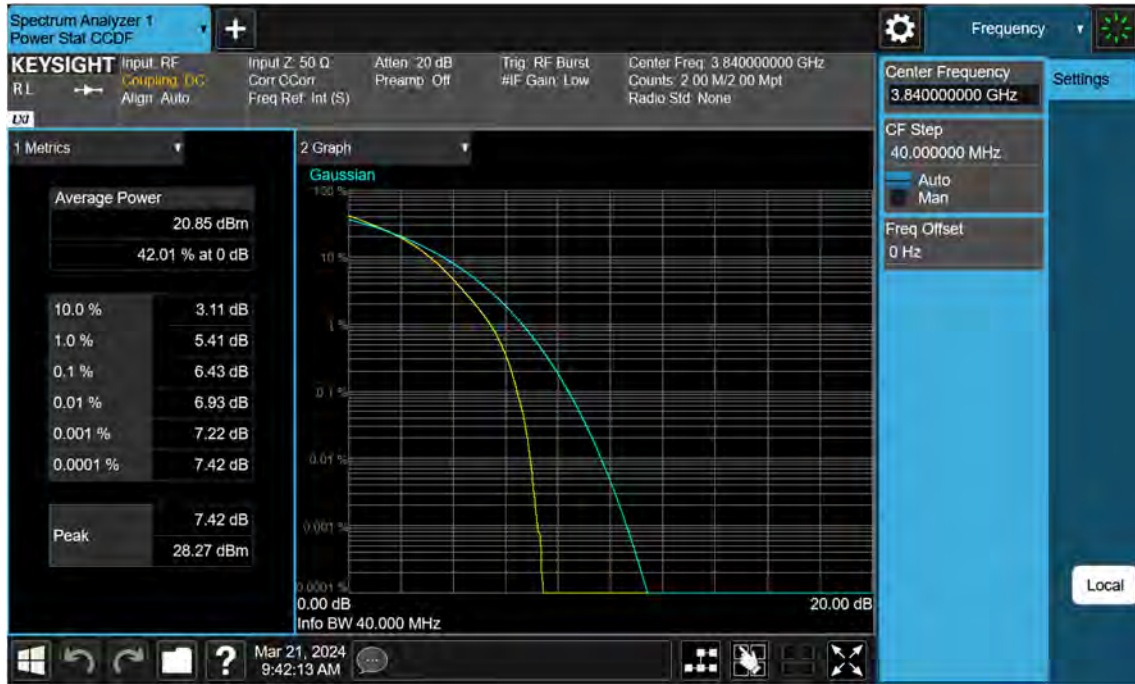 Spectrum Analyzer 1
Power Stat CCDF
+
Frequency
KEYSIGHT
RL
LXI
Input: RF
Coupling: DC
Align: Auto
Input Z: 50 Ω
Corr CCorr
Freq Ref: Int (S)
Atten: 20 dB
Preamp: Off
Trig: RF Burst
#IF Gain: Low
Center Freq: 3.840000000 GHz
Counts: 2.00 M/2.00 Mpt
Radio Std: None
Center Frequency
3.840000000 GHz
Settings
CF Step
40.000000 MHz
Auto
Man
Freq Offset
0 Hz
1 Metrics
Average Power
20.85 dBm
42.01 % at 0 dB
10.0 % 3.11 dB
1.0 % 5.41 dB
0.1 % 6.43 dB
0.01 % 6.93 dB
0.001 % 7.22 dB
0.0001 % 7.42 dB
Peak
7.42 dB
28.27 dBm
2 Graph
Gaussian
100 %
10 %
1 %
0.1 %
0.01 %
0.001 %
0.0001 %
0.00 dB 20.00 dB
Info BW 40.000 MHz
Local
?
Mar 21, 2024
9:42:13 AM